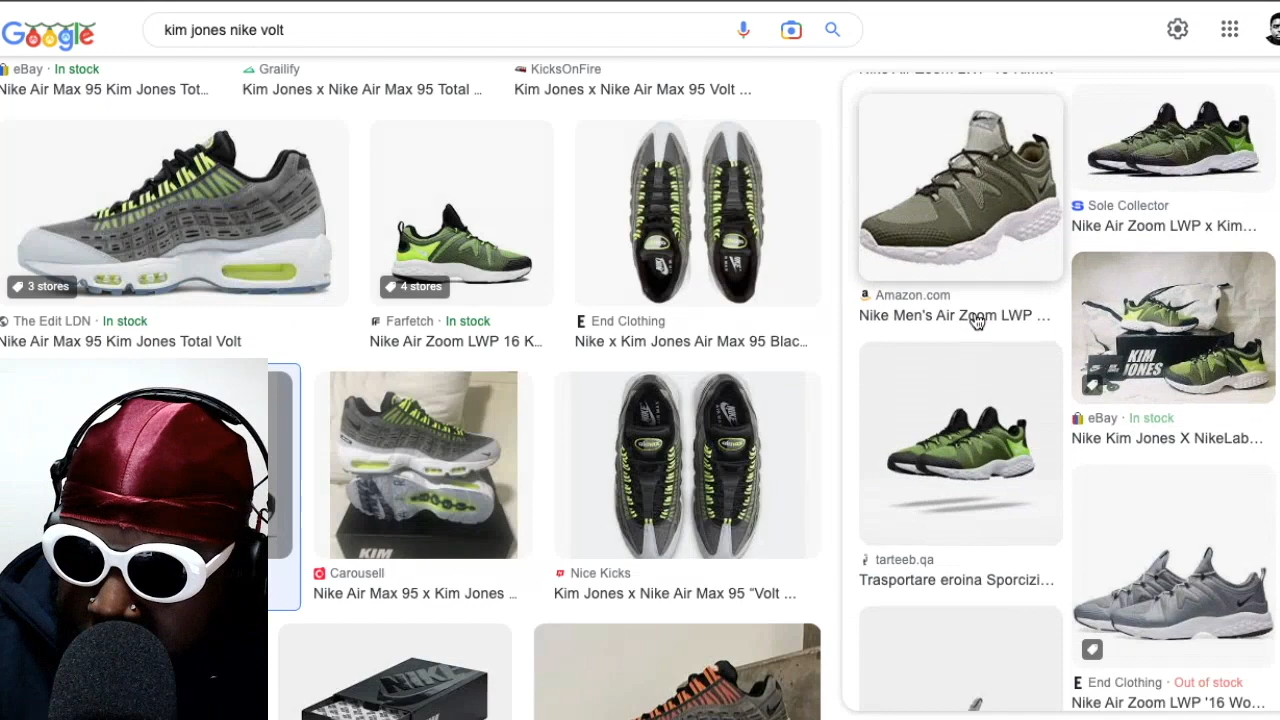 Google
kim jones nike volt
eBay · In stock
Nike Air Max 95 Kim Jones Tot...
Grailify
Kim Jones x Nike Air Max 95 Total ...
KicksOnFire
Kim Jones x Nike Air Max 95 Volt ...
3 stores
The Edit LDN · In stock
Nike Air Max 95 Kim Jones Total Volt
4 stores
Farfetch · In stock
Nike Air Zoom LWP 16 K...
End Clothing
Nike x Kim Jones Air Max 95 Blac...
KIM
Carousell
Nike Air Max 95 x Kim Jones ...
Nice Kicks
Kim Jones x Nike Air Max 95 “Volt ...
NIKE
Amazon.com
Nike Men's Air Zoom LWP ...
tarteeb.qa
Trasportare eroina Sporcizi...
Sole Collector
Nike Air Zoom LWP x Kim...
KIM
JONES
eBay · In stock
Nike Kim Jones X NikeLab...
End Clothing · Out of stock
Nike Air Zoom LWP '16 Wo...